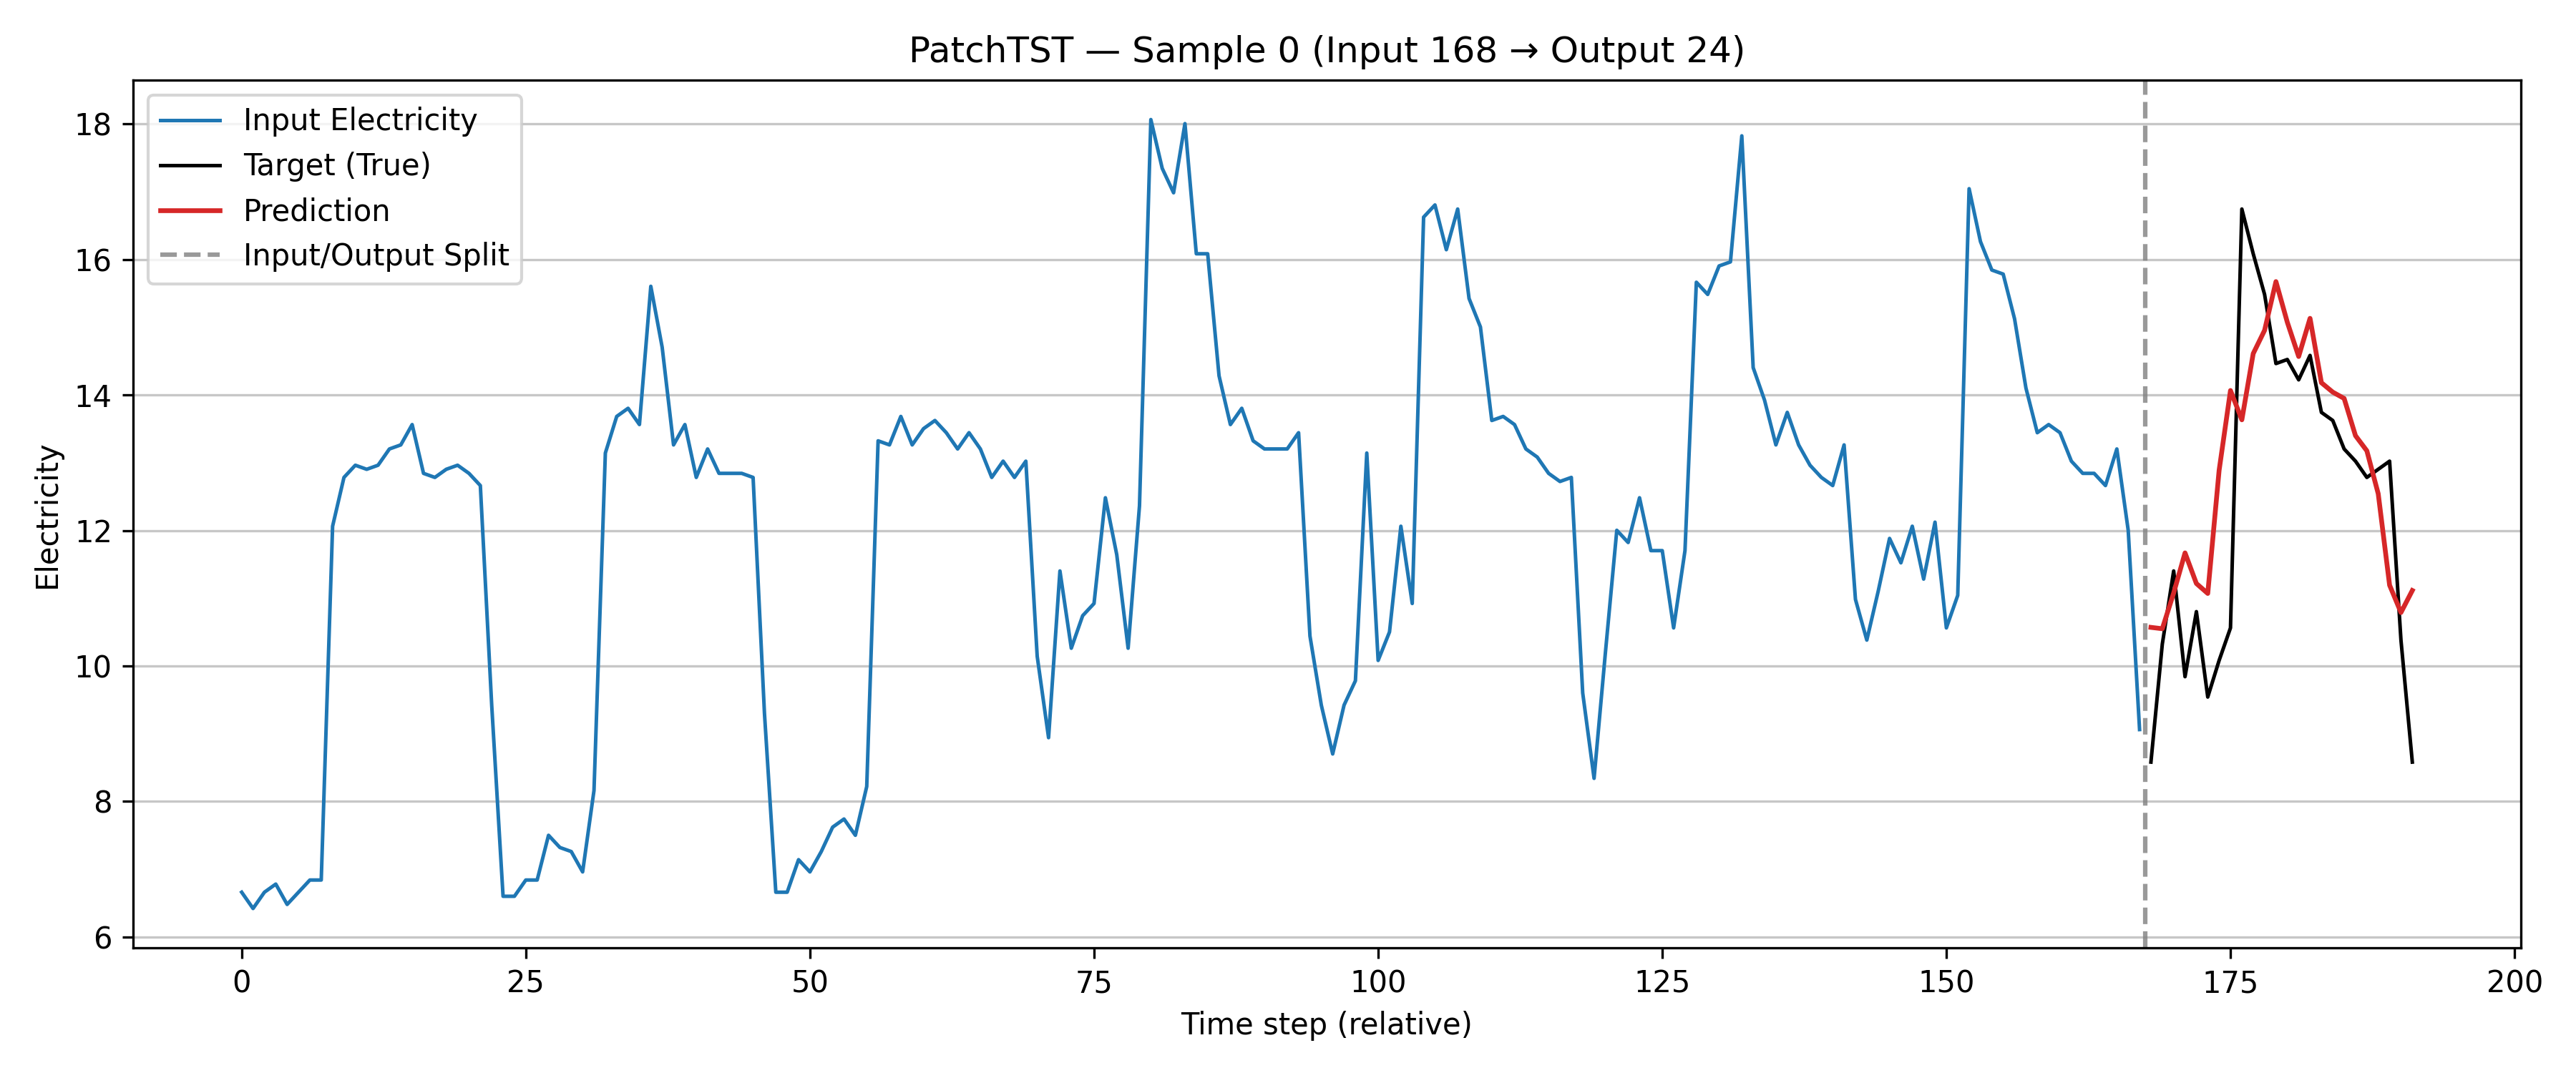 PatchTST — Sample 0 (Input 168 → Output 24)
Input Electricity
Target (True)
Prediction
Input/Output Split
18
16
14
12
10
8
6
Electricity
0 25 50 75 100 125 150 175 200
Time step (relative)